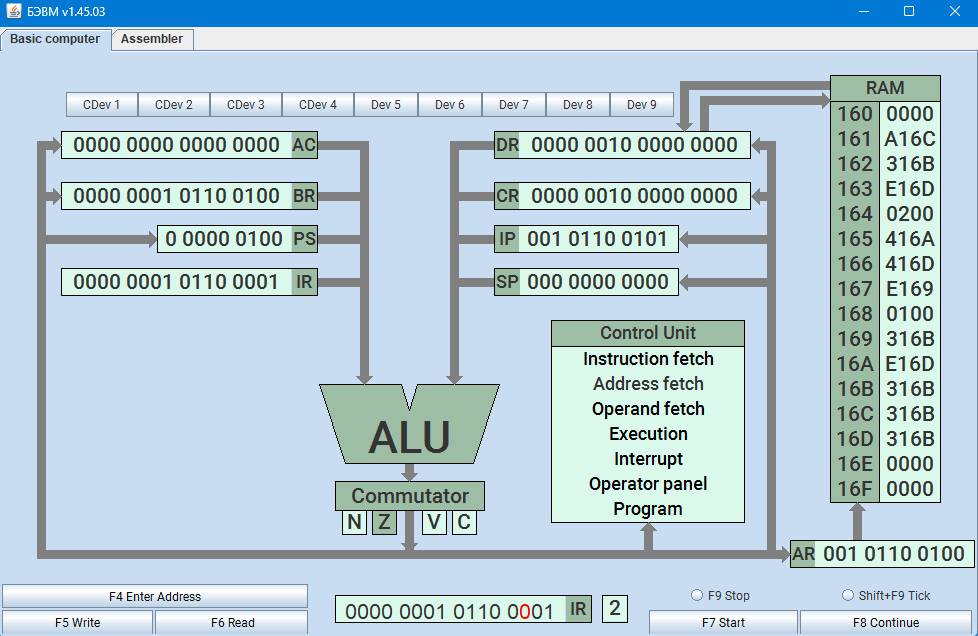 БЭВМ v1.45.03
Basic computer Assembler
CDev 1 CDev 2 CDev 3 CDev 4 Dev 5 Dev 6 Dev 7 Dev 8 Dev 9
0000 0000 0000 0000 AC
0000 0001 0110 0100 BR
0 0000 0100 PS
0000 0001 0110 0001 IR
DR 0000 0010 0000 0000
CR 0000 0010 0000 0000
IP 001 0110 0101
SP 000 0000 0000
RAM
160 0000
161 A16C
162 316B
163 E16D
164 0200
165 416A
166 416D
167 E169
168 0100
169 316B
16A E16D
16B 316B
16C 316B
16D 316B
16E 0000
16F 0000
Control Unit
Instruction fetch
Address fetch
Operand fetch
Execution
Interrupt
Operator panel
Program
ALU
Commutator
N Z V C
AR 001 0110 0100
F4 Enter Address
F5 Write F6 Read
0000 0001 0110 0001 IR 2
F9 Stop Shift+F9 Tick
F7 Start F8 Continue